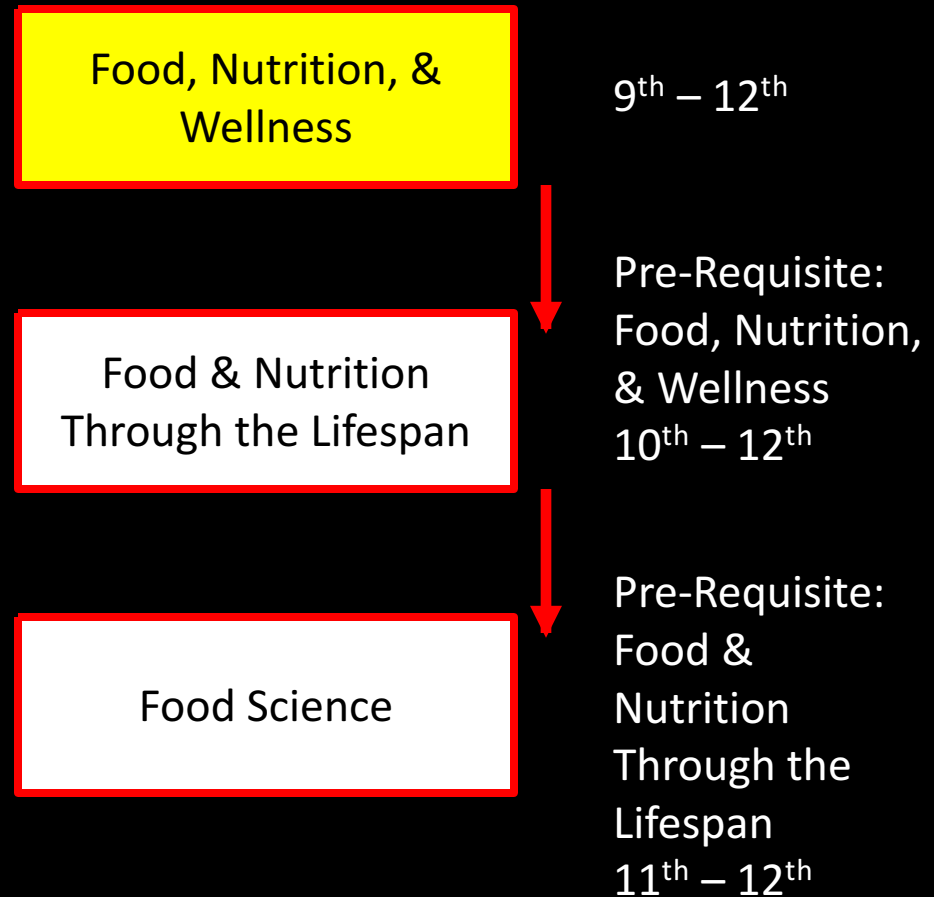 Food, Nutrition, &
Wellness
9th – 12th
Pre-Requisite:
Food, Nutrition,
& Wellness
10th – 12th
Food & Nutrition
Through the Lifespan
Pre-Requisite:
Food &
Nutrition
Through the
Lifespan
11th – 12th
Food Science